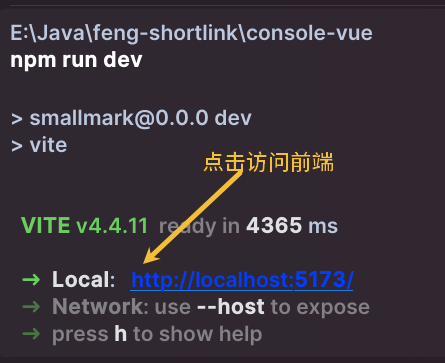 E:\Java\feng-shortlink\console-vue
npm run dev
> smallmark@0.0.0 dev
> vite
点击访问前端
VITE v4.4.11 ready in 4365 ms
➜ Local: http://localhost:5173/
➜ Network: use --host to expose
➜ press h to show help